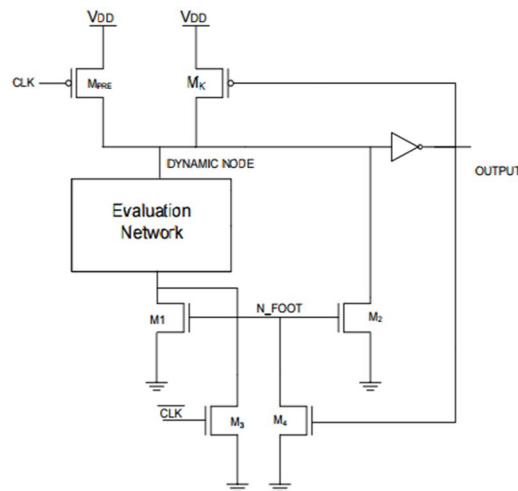 VDD VDD
CLK MPRE MK
DYNAMIC NODE
OUTPUT
Evaluation
Network
M1 N_FOOT M2
CLK M3 M4